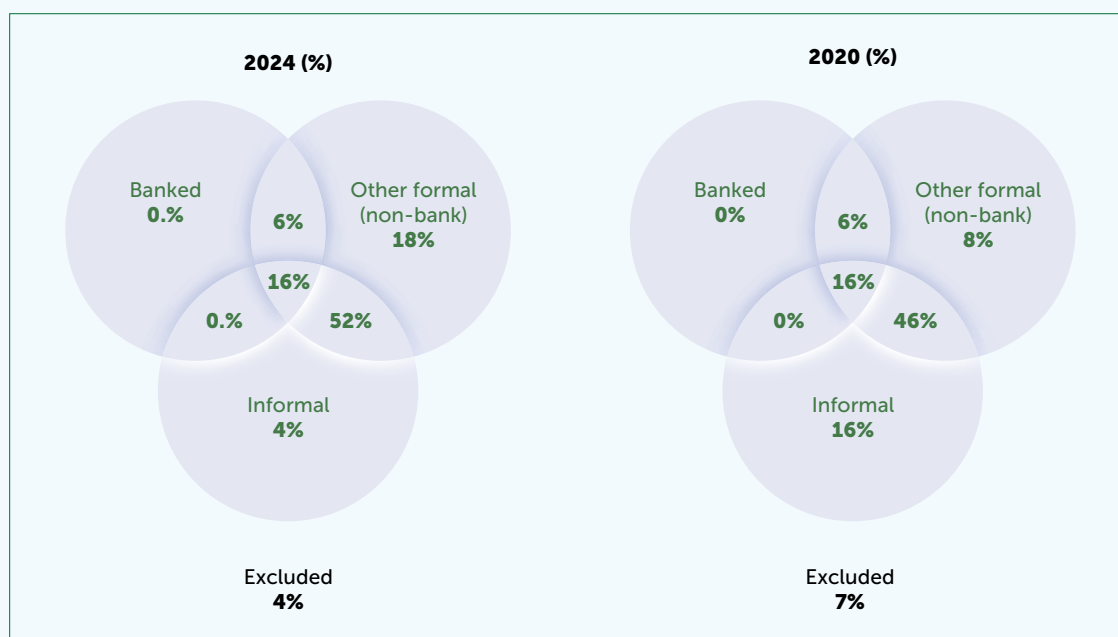 2024 (%)
Banked
0.%
Other formal
(non-bank)
18%
6%
16%
0.%
52%
Informal
4%
Excluded
4%
2020 (%)
Banked
0%
Other formal
(non-bank)
8%
6%
16%
0%
46%
Informal
16%
Excluded
7%